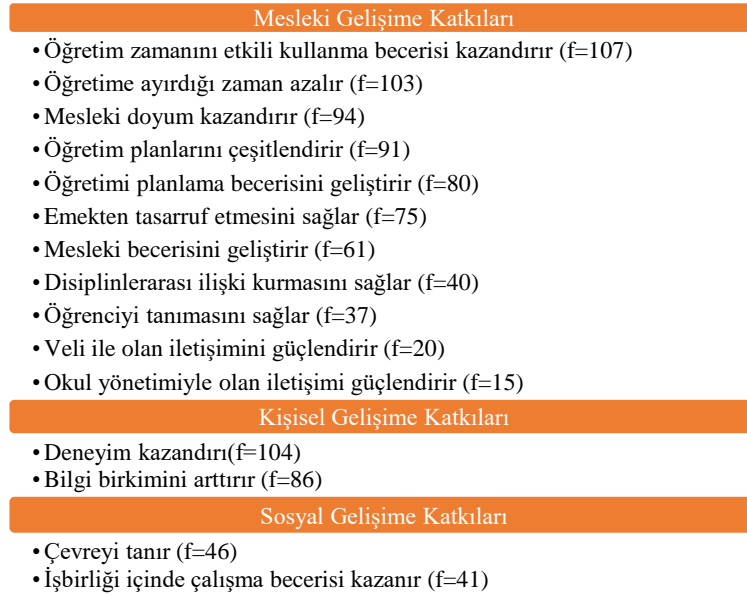 Mesleki Gelişime Katkıları
•Öğretim zamanını etkili kullanma becerisi kazandırır (f=107)
•Öğretime ayırdığı zaman azalır (f=103)
•Mesleki doyum kazandırır (f=94)
•Öğretim planlarını çeşitlendirir (f=91)
•Öğretimi planlama becerisini geliştirir (f=80)
•Emekten tasarruf etmesini sağlar (f=75)
•Mesleki becerisini geliştirir (f=61)
•Disiplinlerarası ilişki kurmasını sağlar (f=40)
•Öğrenciyi tanımasını sağlar (f=37)
•Veli ile olan iletişimini güçlendirir (f=20)
•Okul yönetimiyle olan iletişimi güçlendirir (f=15)
Kişisel Gelişime Katkıları
•Deneyim kazandırı(f=104)
•Bilgi birkimini arttırır (f=86)
Sosyal Gelişime Katkıları
•Çevreyi tanır (f=46)
•İşbirliği içinde çalışma becerisi kazanır (f=41)